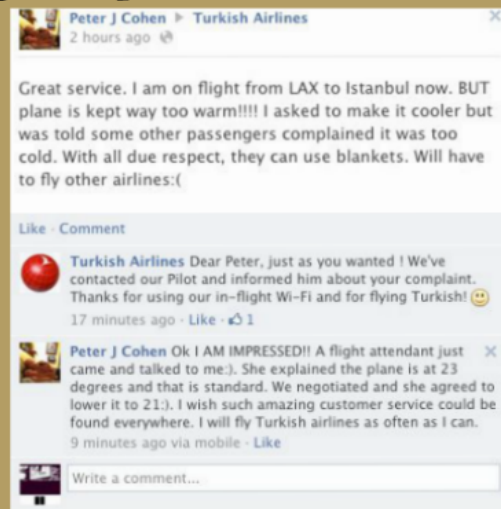 Peter J Cohen ▸ Turkish Airlines
2 hours ago
Great service. I am on flight from LAX to Istanbul now. BUT
plane is kept way too warm!!!! I asked to make it cooler but
was told some other passengers complained it was too
cold. With all due respect, they can use blankets. Will have
to fly other airlines:(
Like · Comment
Turkish Airlines Dear Peter, just as you wanted ! We've
contacted our Pilot and informed him about your complaint.
Thanks for using our in-flight Wi-Fi and for flying Turkish! 🙂
17 minutes ago · Like · 👍 1
Peter J Cohen Ok I AM IMPRESSED!! A flight attendant just
came and talked to me:). She explained the plane is at 23
degrees and that is standard. We negotiated and she agreed to
lower it to 21:). I wish such amazing customer service could be
found everywhere. I will fly Turkish airlines as often as I can.
9 minutes ago via mobile · Like
Write a comment...